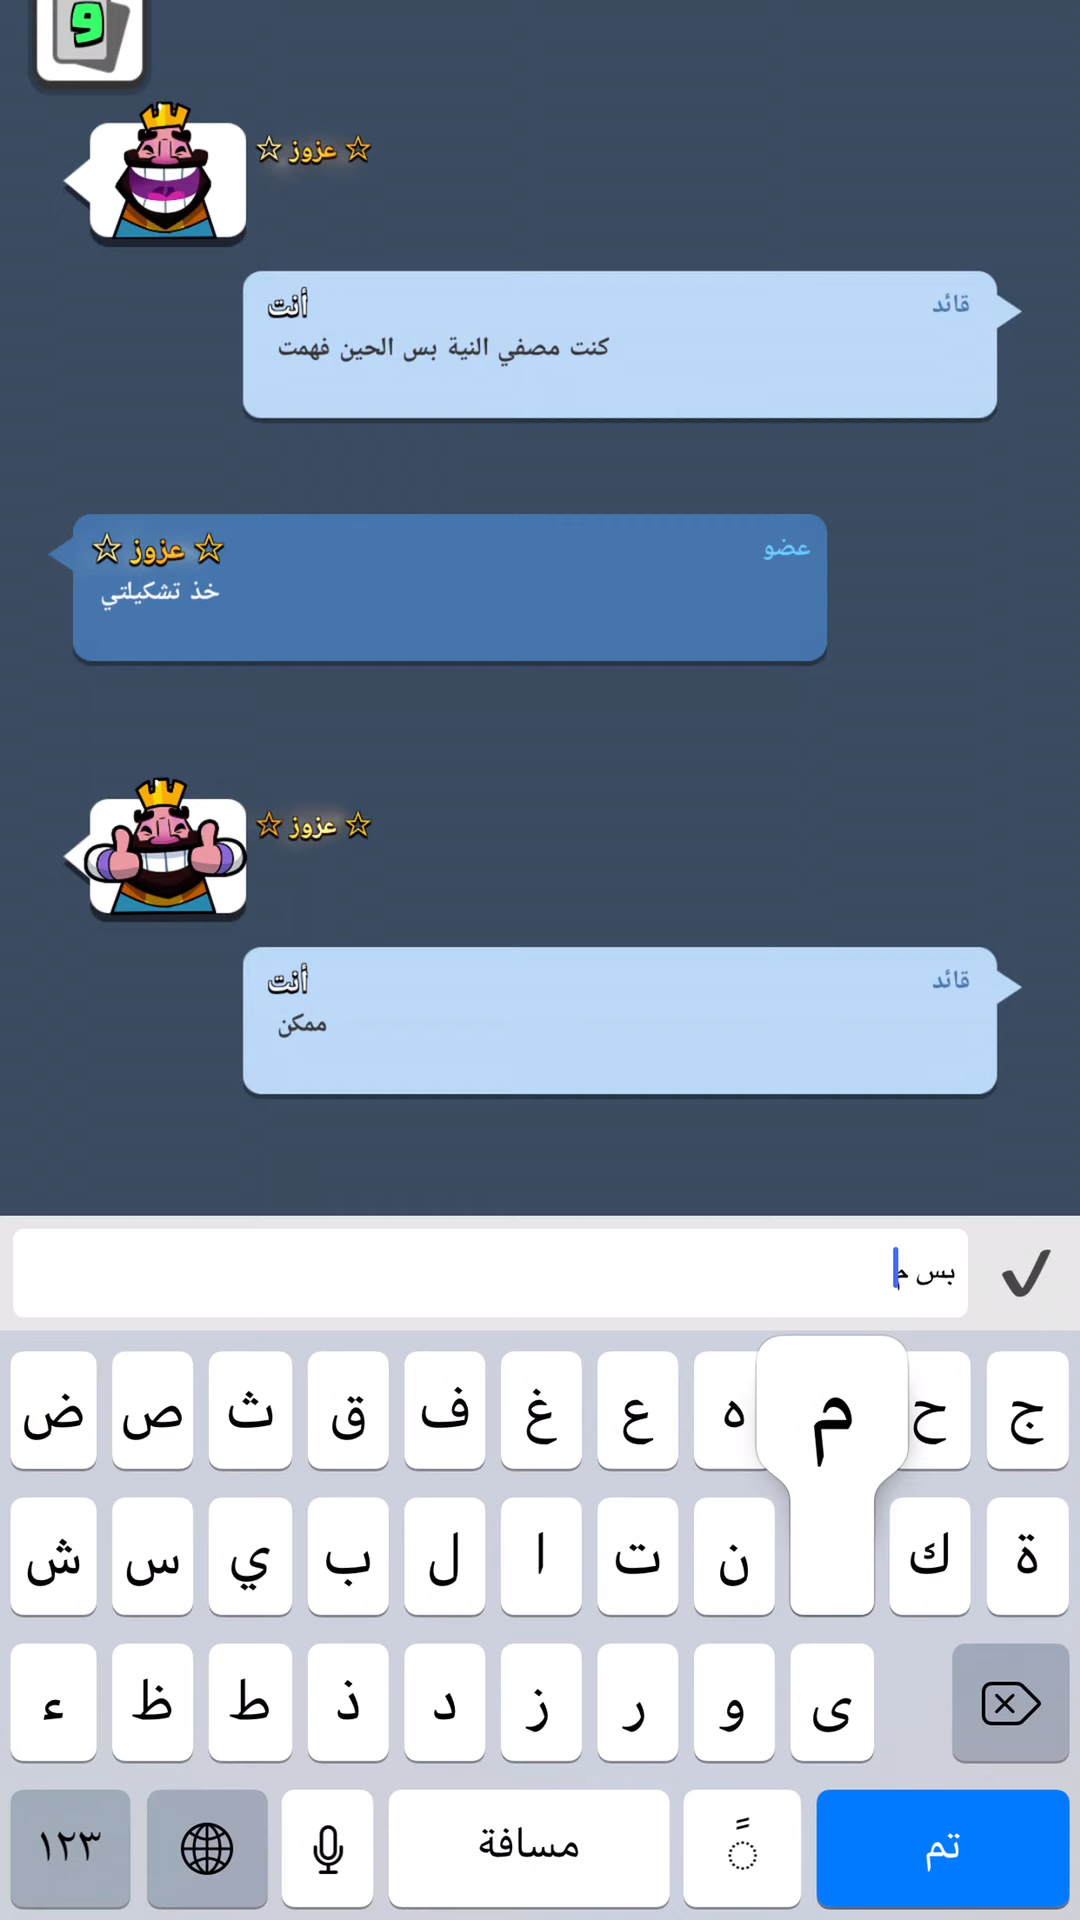 و
☆ عزوز ☆
أنت
قائد
كنت مصفي النية بس الحين فهمت
☆ عزوز ☆
عضو
خذ تشكيلتي
☆ عزوز ☆
أنت
قائد
ممكن
بس م
ض ص ث ق ف غ ع ه م ح ج
ش س ي ب ل ا ت ن ك ة
ء ظ ط ذ د ز ر و ى
١٢٣ مسافة تم